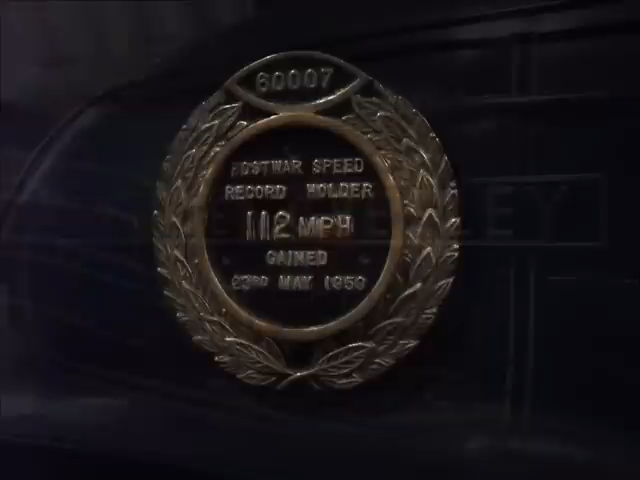 60007
POSTWAR SPEED
RECORD HOLDER
112 MPH
GAINED
23RD MAY 1959